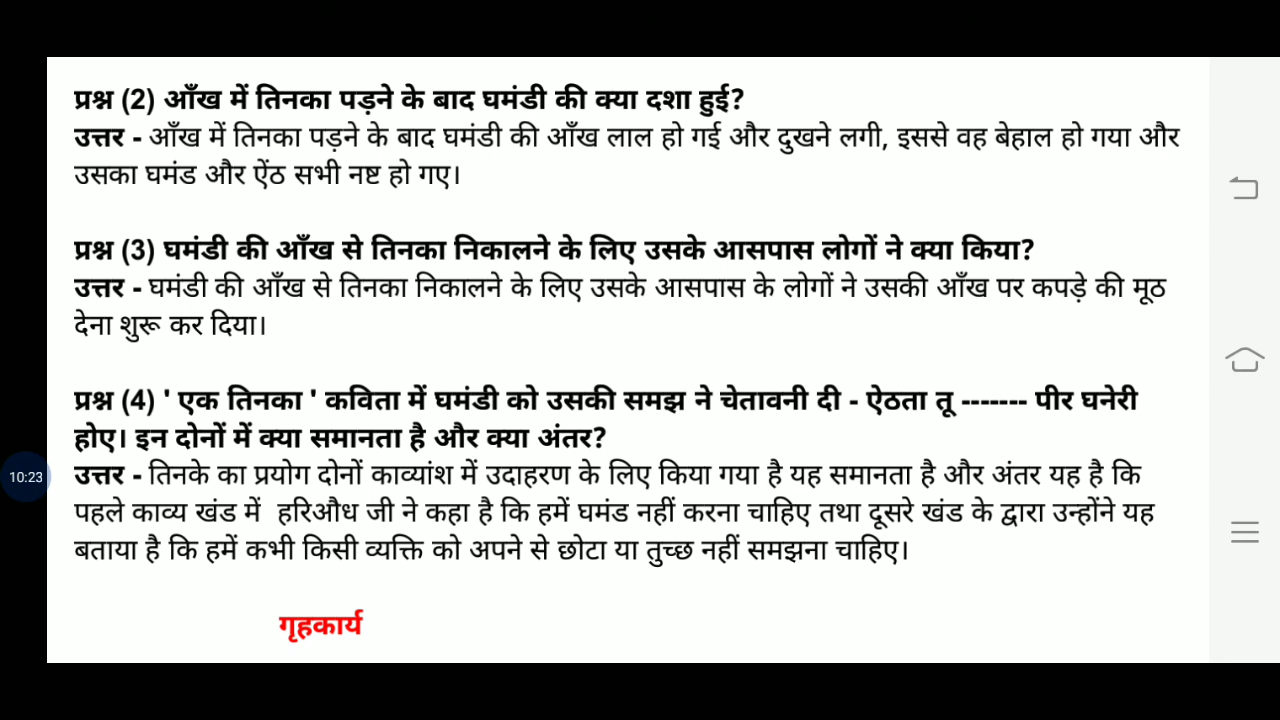 प्रश्न (2) आँख में तिनका पड़ने के बाद घमंडी की क्या दशा हुई?
उत्तर - आँख में तिनका पड़ने के बाद घमंडी की आँख लाल हो गई और दुखने लगी, इससे वह बेहाल हो गया और
उसका घमंड और ऐंठ सभी नष्ट हो गए।
प्रश्न (3) घमंडी की आँख से तिनका निकालने के लिए उसके आसपास लोगों ने क्या किया?
उत्तर - घमंडी की आँख से तिनका निकालने के लिए उसके आसपास के लोगों ने उसकी आँख पर कपड़े की मूठ
देना शुरू कर दिया।
प्रश्न (4) ' एक तिनका ' कविता में घमंडी को उसकी समझ ने चेतावनी दी - ऐठता तू ------- पीर घनेरी
होए। इन दोनों में क्या समानता है और क्या अंतर?
उत्तर - तिनके का प्रयोग दोनों काव्यांश में उदाहरण के लिए किया गया है यह समानता है और अंतर यह है कि
पहले काव्य खंड में हरिऔध जी ने कहा है कि हमें घमंड नहीं करना चाहिए तथा दूसरे खंड के द्वारा उन्होंने यह
बताया है कि हमें कभी किसी व्यक्ति को अपने से छोटा या तुच्छ नहीं समझना चाहिए।
10:23
गृहकार्य